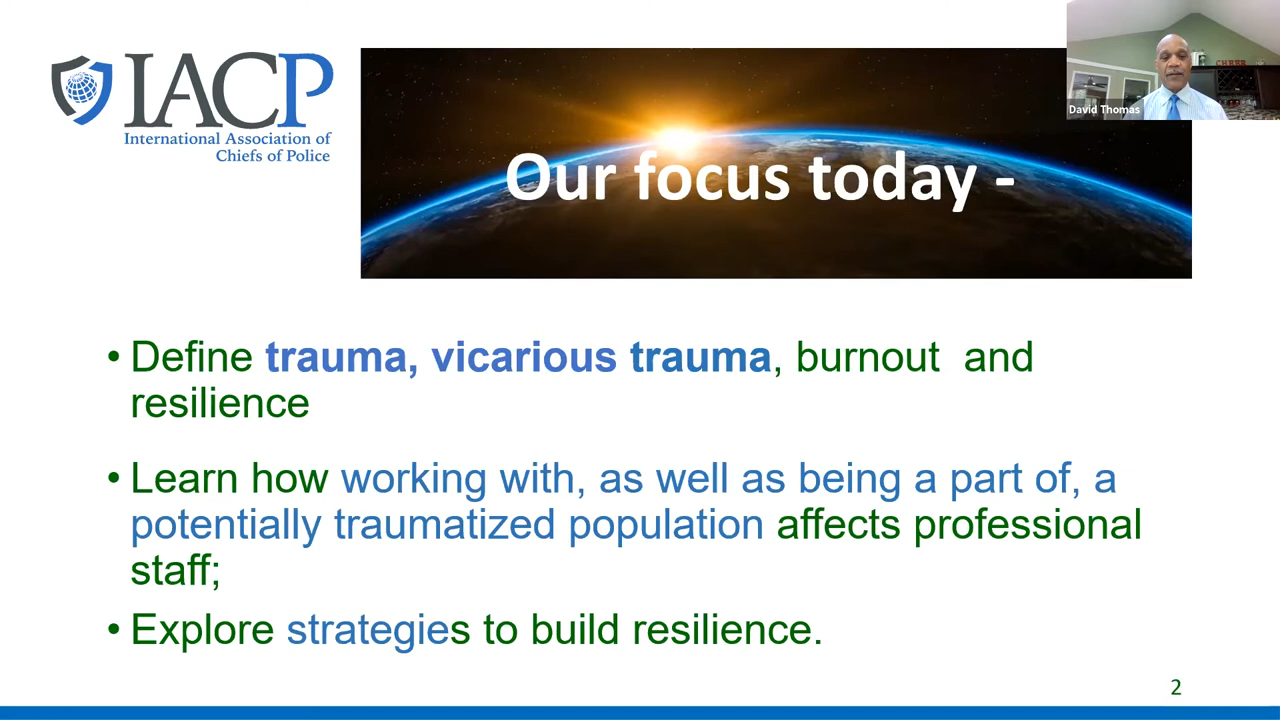 IACP
International Association of
Chiefs of Police
David Thomas
Our focus today -
• Define trauma, vicarious trauma, burnout  and
resilience
• Learn how working with, as well as being a part of, a
potentially traumatized population affects professional
staff;
• Explore strategies to build resilience.
2